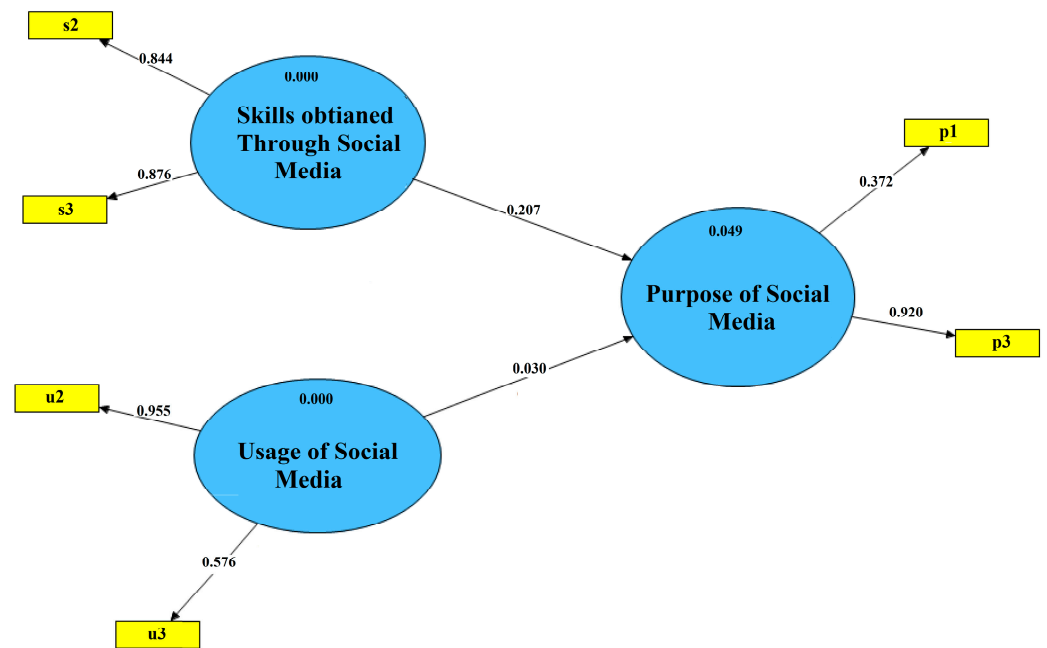 s2
0.844
0.000
Skills obtianed
Through Social
Media
0.876
s3
0.207
p1
0.372
0.049
Purpose of Social
Media
0.920
p3
0.030
u2
0.955
0.000
Usage of Social
Media
0.576
u3